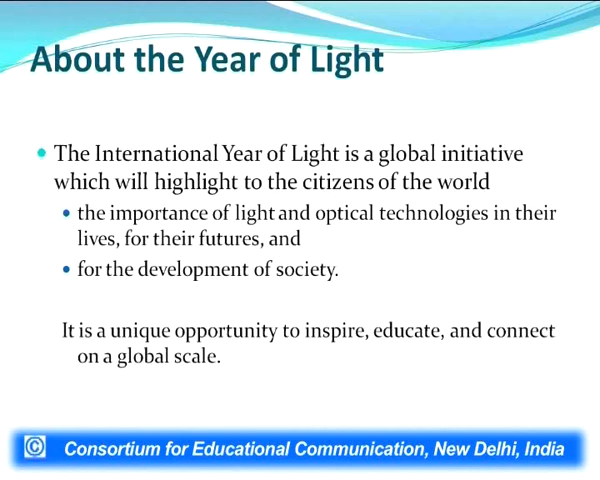 About the Year of Light
• The International Year of Light is a global initiative
which will highlight to the citizens of the world
• the importance of light and optical technologies in their
lives, for their futures, and
• for the development of society.
It is a unique opportunity to inspire, educate, and connect
on a global scale.
© Consortium for Educational Communication, New Delhi, India